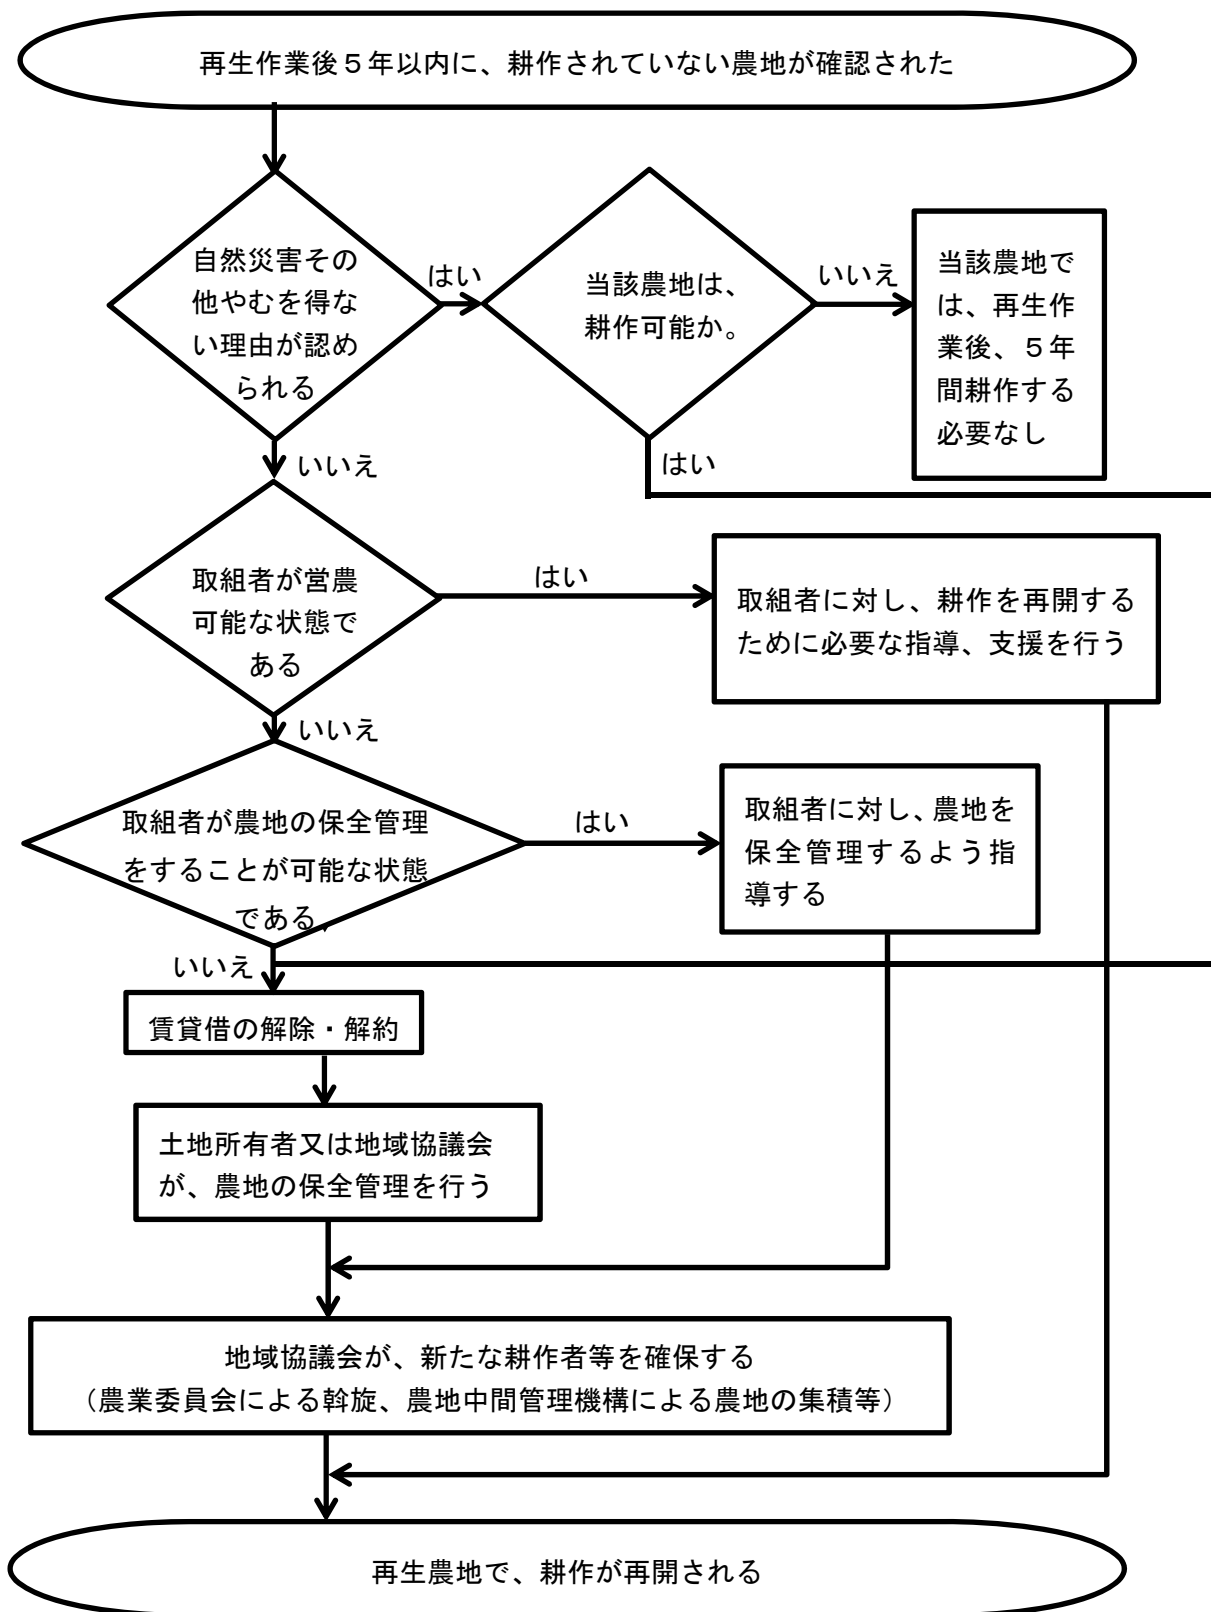 再生作業後５年以内に、耕作されていない農地が確認された
自然災害その
他やむを得な
い理由が認め
られる
はい
当該農地は、
耕作可能か。
いいえ
当該農地で
は、再生作
業後、５年
間耕作する
必要なし
はい
いいえ
取組者が営農
可能な状態で
ある
はい
取組者に対し、耕作を再開する
ために必要な指導、支援を行う
いいえ
取組者が農地の保全管理
をすることが可能な状態
である
はい
取組者に対し、農地を
保全管理するよう指
導する
いいえ
賃貸借の解除・解約
土地所有者又は地域協議会
が、農地の保全管理を行う
地域協議会が、新たな耕作者等を確保する
（農業委員会による斡旋、農地中間管理機構による農地の集積等）
再生農地で、耕作が再開される